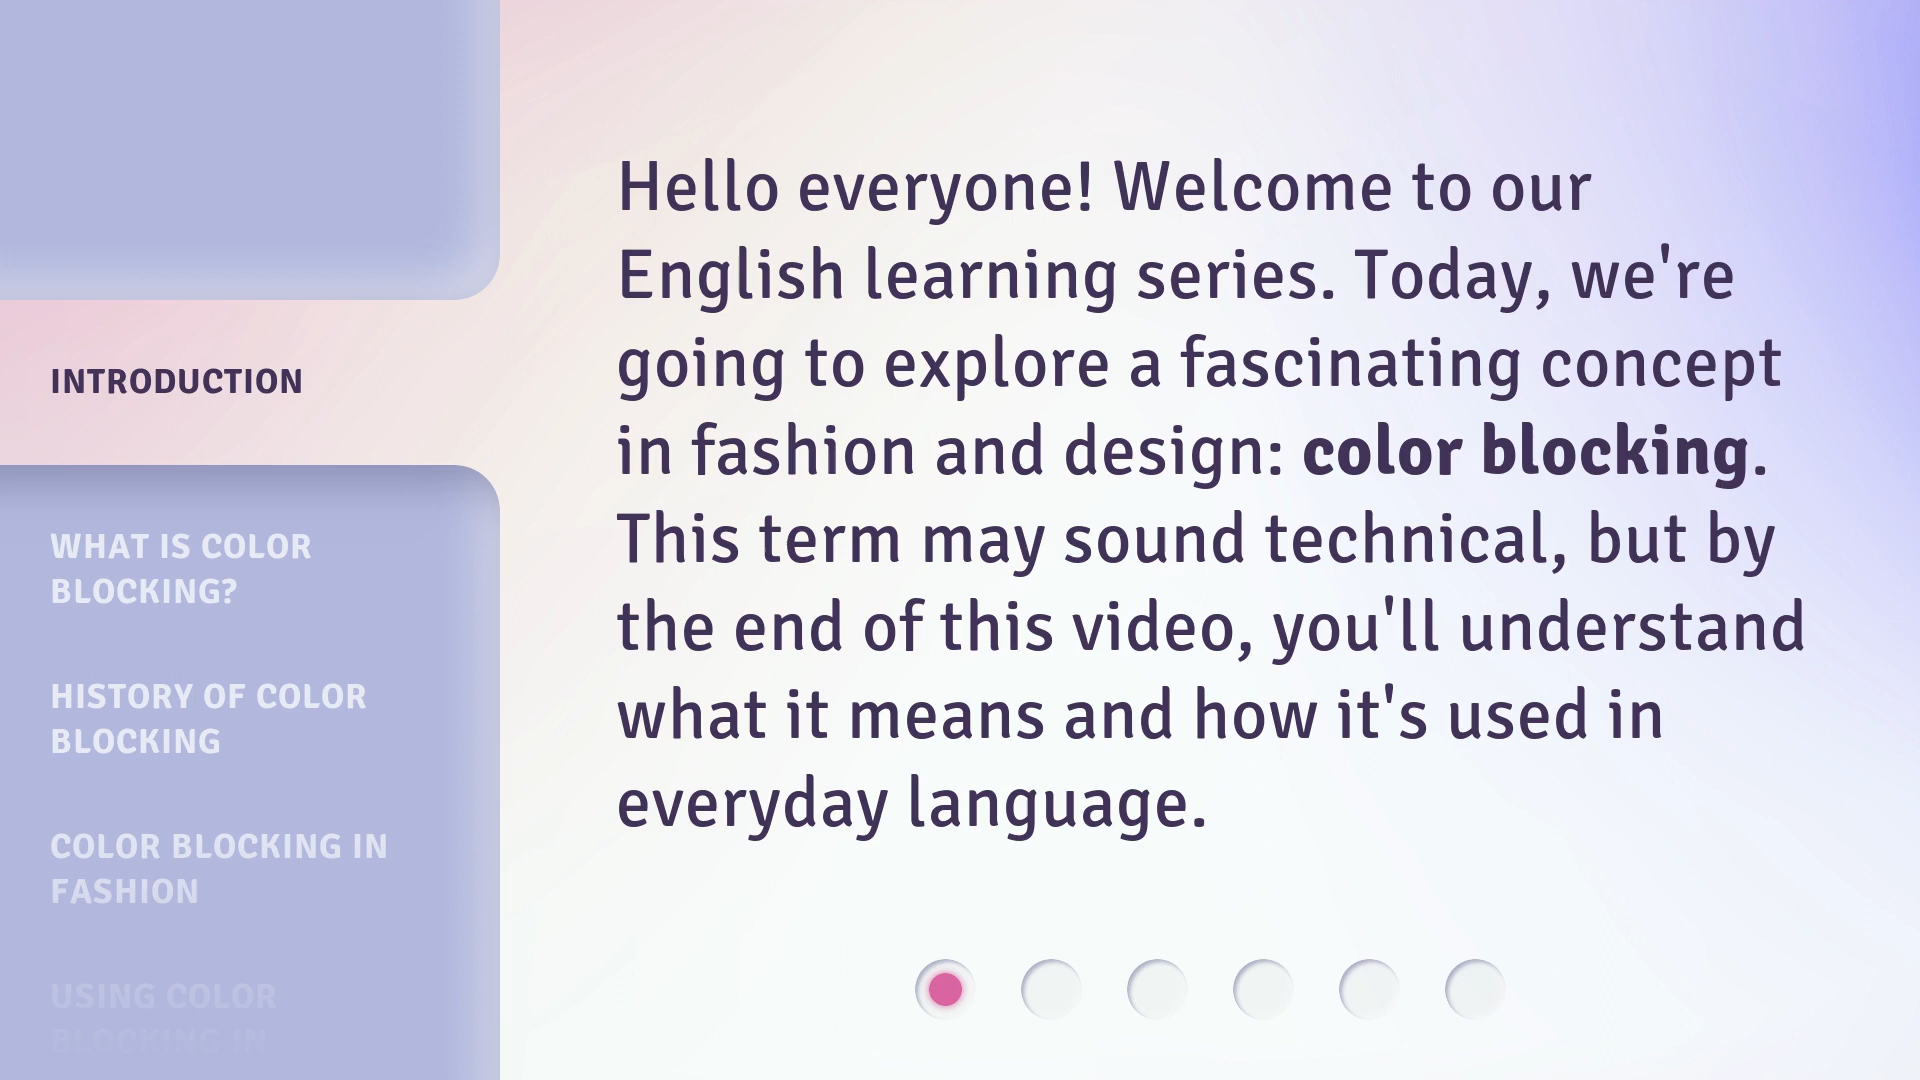 INTRODUCTION
WHAT IS COLOR
BLOCKING?
HISTORY OF COLOR
BLOCKING
COLOR BLOCKING IN
FASHION
USING COLOR
BLOCKING IN
Hello everyone! Welcome to our
English learning series. Today, we're
going to explore a fascinating concept
in fashion and design: color blocking.
This term may sound technical, but by
the end of this video, you'll understand
what it means and how it's used in
everyday language.